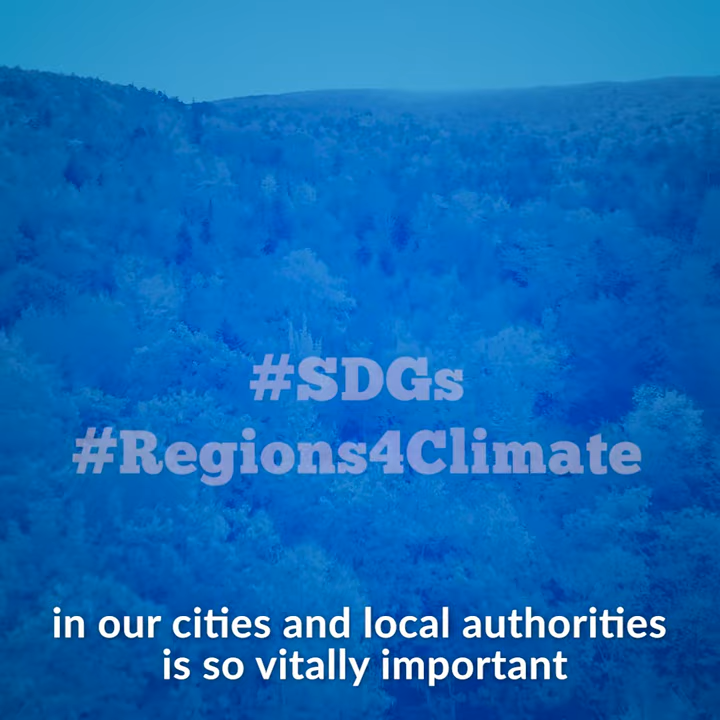 #SDGs
#Regions4Climate
in our cities and local authorities
is so vitally important